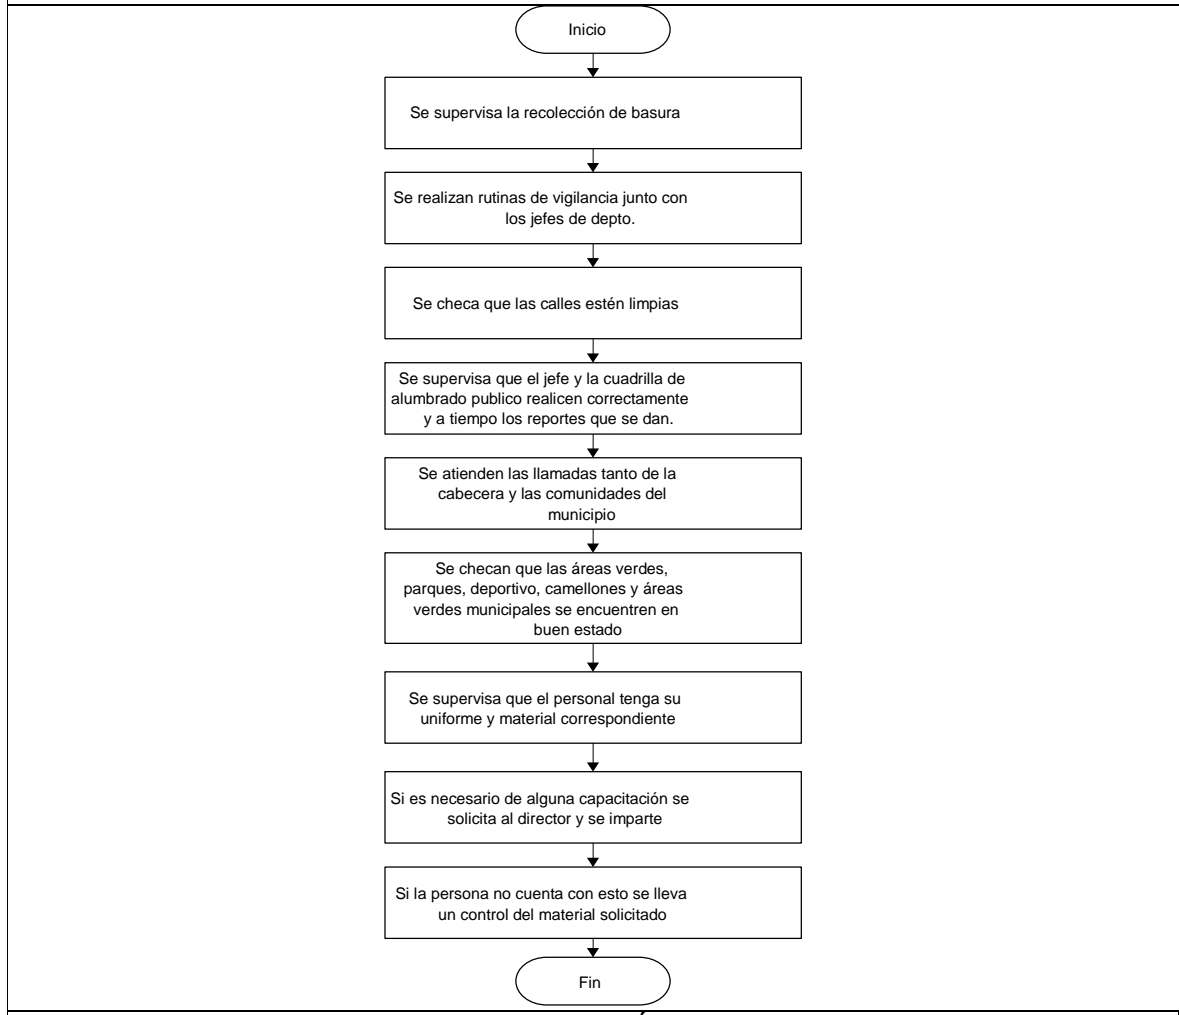 Inicio
Se supervisa la recolección de basura
Se realizan rutinas de vigilancia junto con
los jefes de depto.
Se checa que las calles estén limpias
Se supervisa que el jefe y la cuadrilla de
alumbrado publico realicen correctamente
y a tiempo los reportes que se dan.
Se atienden las llamadas tanto de la
cabecera y las comunidades del
municipio
Se checan que las áreas verdes,
parques, deportivo, camellones y áreas
verdes municipales se encuentren en
buen estado
Se supervisa que el personal tenga su
uniforme y material correspondiente
Si es necesario de alguna capacitación se
solicita al director y se imparte
Si la persona no cuenta con esto se lleva
un control del material solicitado
Fin